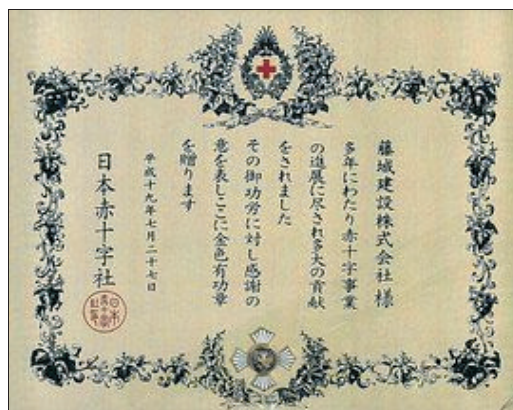 藤城建設株式会社 様
多年にわたり赤十字事業
の進展に尽され多大の貢献
をされました
その御功労に対し感謝の
意を表しここに金色有功章
を贈ります
平成十九年七月二十七日
日本赤十字社